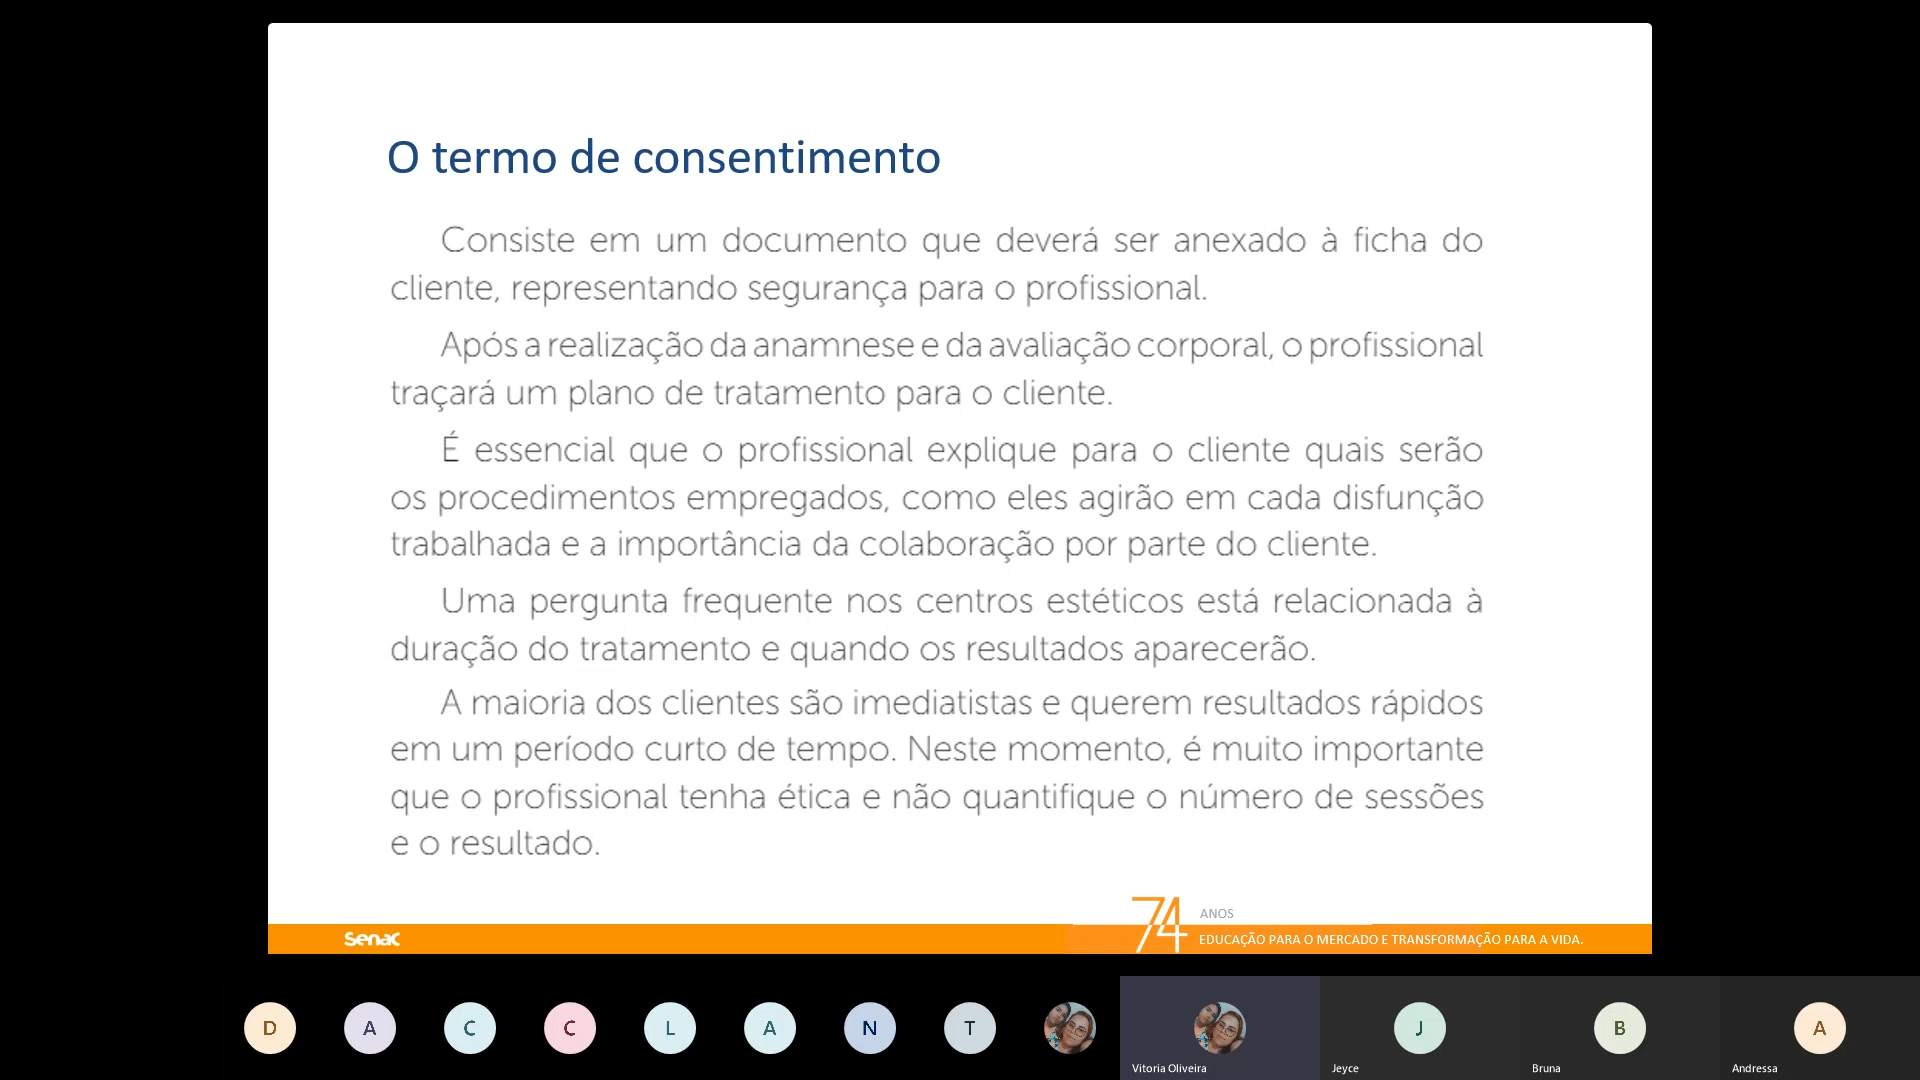 O termo de consentimento
Consiste em um documento que deverá ser anexado à ficha do
cliente, representando segurança para o profissional.
Após a realização da anamnese e da avaliação corporal, o profissional
traçará um plano de tratamento para o cliente.
É essencial que o profissional explique para o cliente quais serão
os procedimentos empregados, como eles agirão em cada disfunção
trabalhada e a importância da colaboração por parte do cliente.
Uma pergunta frequente nos centros estéticos está relacionada à
duração do tratamento e quando os resultados aparecerão.
A maioria dos clientes são imediatistas e querem resultados rápidos
em um período curto de tempo. Neste momento, é muito importante
que o profissional tenha ética e não quantifique o número de sessões
e o resultado.
74 ANOS
Senac
EDUCAÇÃO PARA O MERCADO E TRANSFORMAÇÃO PARA A VIDA.
D A C C L A N T J B A
Vitoria Oliveira Jeyce Bruna Andressa